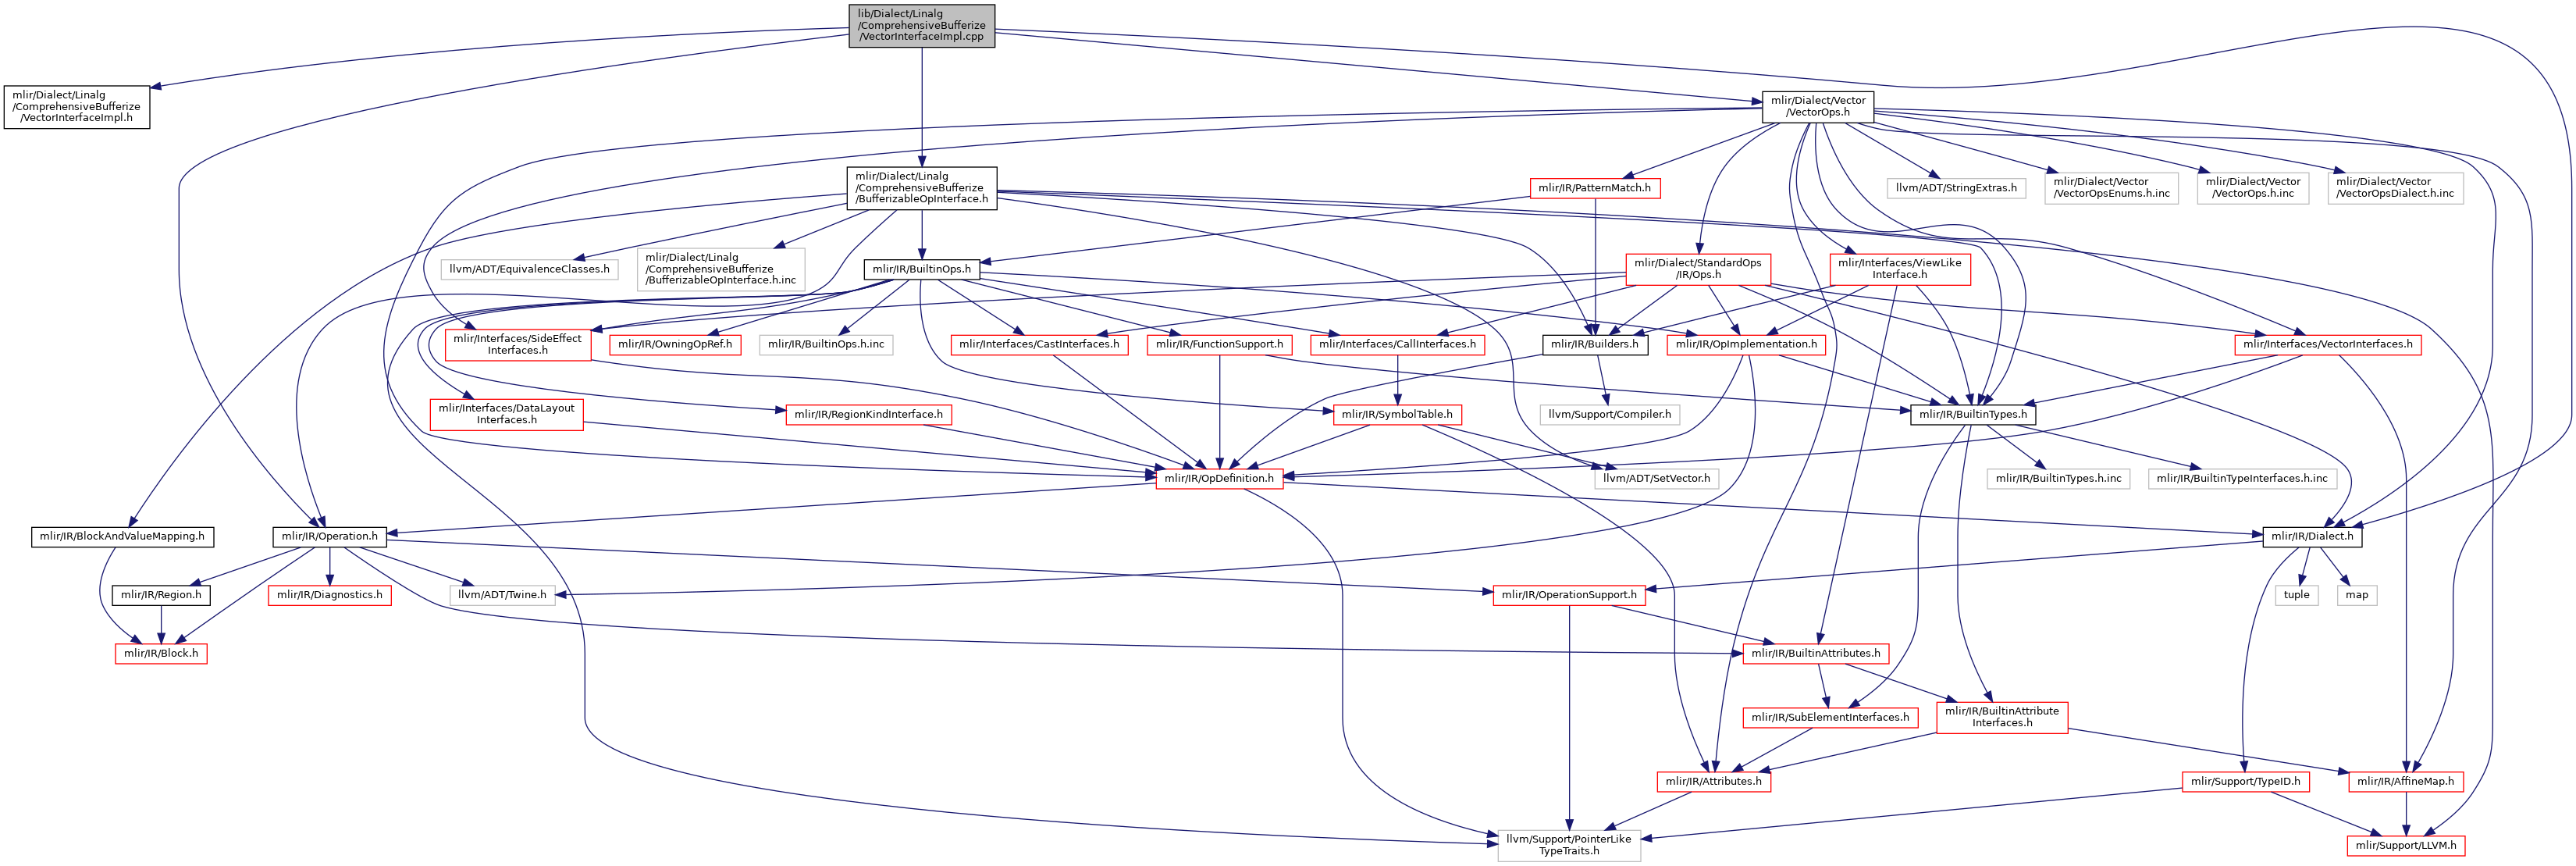 lib/Dialect/Linalg
/ComprehensiveBufferize
/VectorInterfaceImpl.cpp
mlir/Dialect/Linalg
/ComprehensiveBufferize
/VectorInterfaceImpl.h
mlir/Dialect/Vector
/VectorOps.h
mlir/Dialect/Linalg
/ComprehensiveBufferize
/BufferizableOpInterface.h
mlir/IR/PatternMatch.h
llvm/ADT/StringExtras.h
mlir/Dialect/Vector
/VectorOpsEnums.h.inc
mlir/Dialect/Vector
/VectorOps.h.inc
mlir/Dialect/Vector
/VectorOpsDialect.h.inc
llvm/ADT/EquivalenceClasses.h
mlir/Dialect/Linalg
/ComprehensiveBufferize
/BufferizableOpInterface.h.inc
mlir/IR/BuiltinOps.h
mlir/Dialect/StandardOps
/IR/Ops.h
mlir/Interfaces/ViewLike
Interface.h
mlir/Interfaces/SideEffect
Interfaces.h
mlir/IR/OwningOpRef.h
mlir/IR/BuiltinOps.h.inc
mlir/Interfaces/CastInterfaces.h
mlir/IR/FunctionSupport.h
mlir/Interfaces/CallInterfaces.h
mlir/IR/Builders.h
mlir/IR/OpImplementation.h
mlir/Interfaces/VectorInterfaces.h
mlir/Interfaces/DataLayout
Interfaces.h
mlir/IR/RegionKindInterface.h
mlir/IR/SymbolTable.h
llvm/Support/Compiler.h
mlir/IR/BuiltinTypes.h
mlir/IR/OpDefinition.h
llvm/ADT/SetVector.h
mlir/IR/BuiltinTypes.h.inc
mlir/IR/BuiltinTypeInterfaces.h.inc
mlir/IR/BlockAndValueMapping.h
mlir/IR/Operation.h
mlir/IR/Dialect.h
mlir/IR/Region.h
mlir/IR/Diagnostics.h
llvm/ADT/Twine.h
mlir/IR/OperationSupport.h
tuple
map
mlir/IR/Block.h
mlir/IR/BuiltinAttributes.h
mlir/IR/SubElementInterfaces.h
mlir/IR/BuiltinAttribute
Interfaces.h
mlir/IR/Attributes.h
mlir/Support/TypeID.h
mlir/IR/AffineMap.h
llvm/Support/PointerLike
TypeTraits.h
mlir/Support/LLVM.h